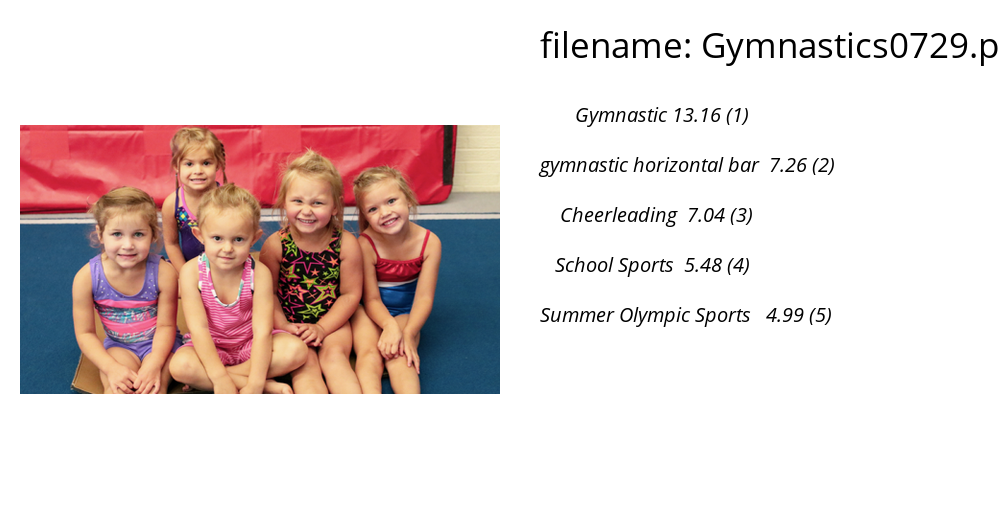 filename: Gymnastics0729.p
Gymnastic 13.16 (1)
gymnastic horizontal bar 7.26 (2)
Cheerleading 7.04 (3)
School Sports 5.48 (4)
Summer Olympic Sports 4.99 (5)